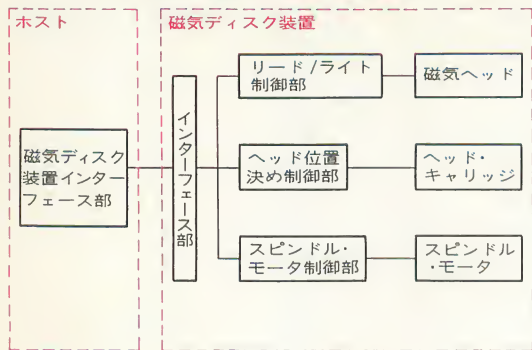 ホスト
磁気ディスク
装置インター
フェース部
磁気ディスク装置
インターフェース部
リード/ライト
制御部
磁気ヘッド
ヘッド位置
決め制御部
ヘッド・
キャリッジ
スピンドル・
モータ制御部
スピンドル
・モータ